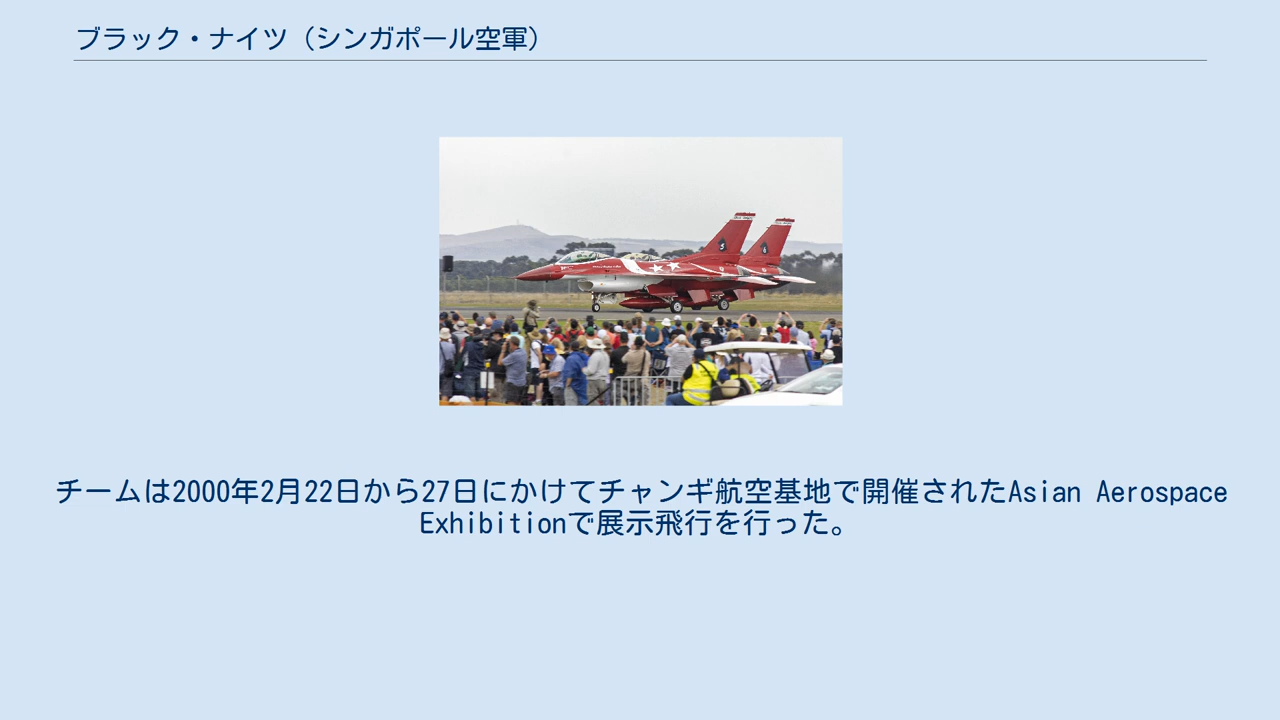 ブラック・ナイツ（シンガポール空軍）
チームは2000年2月22日から27日にかけてチャンギ航空基地で開催されたAsian Aerospace
Exhibitionで展示飛行を行った。